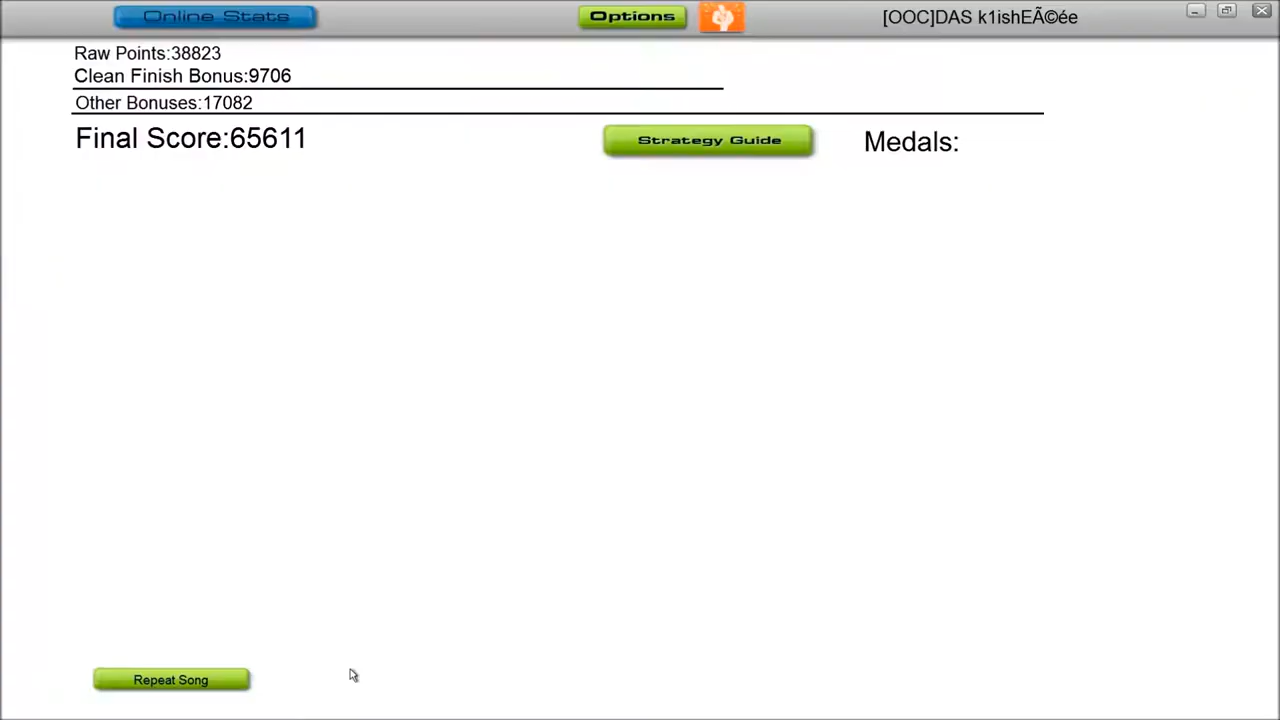 Online Stats
Options
[OOC]DAS k1ishEÃ©ée
Raw Points:38823
Clean Finish Bonus:9706
Other Bonuses:17082
Final Score:65611
Strategy Guide
Medals:
Repeat Song